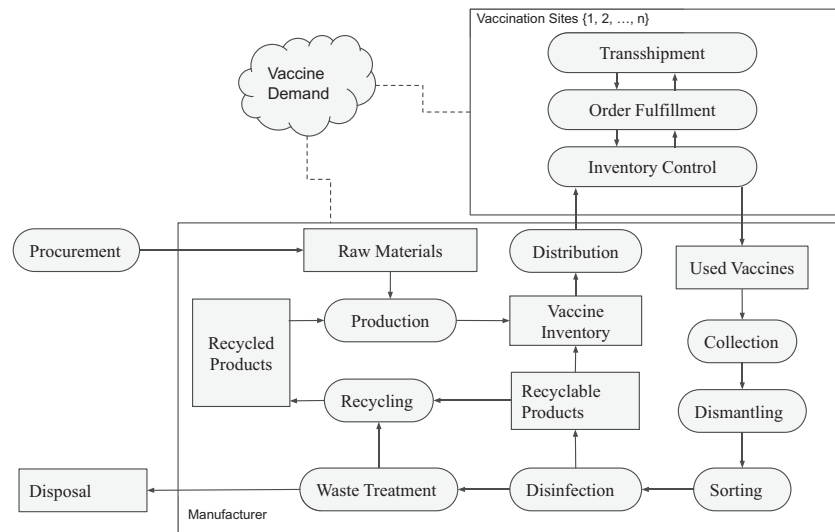 Vaccination Sites {1, 2, ..., n}
Transshipment
Vaccine
Demand
Order Fulfillment
Inventory Control
Procurement
Raw Materials
Distribution
Used Vaccines
Recycled
Products
Production
Vaccine
Inventory
Collection
Recycling
Recyclable
Products
Dismantling
Disposal
Waste Treatment
Disinfection
Sorting
Manufacturer